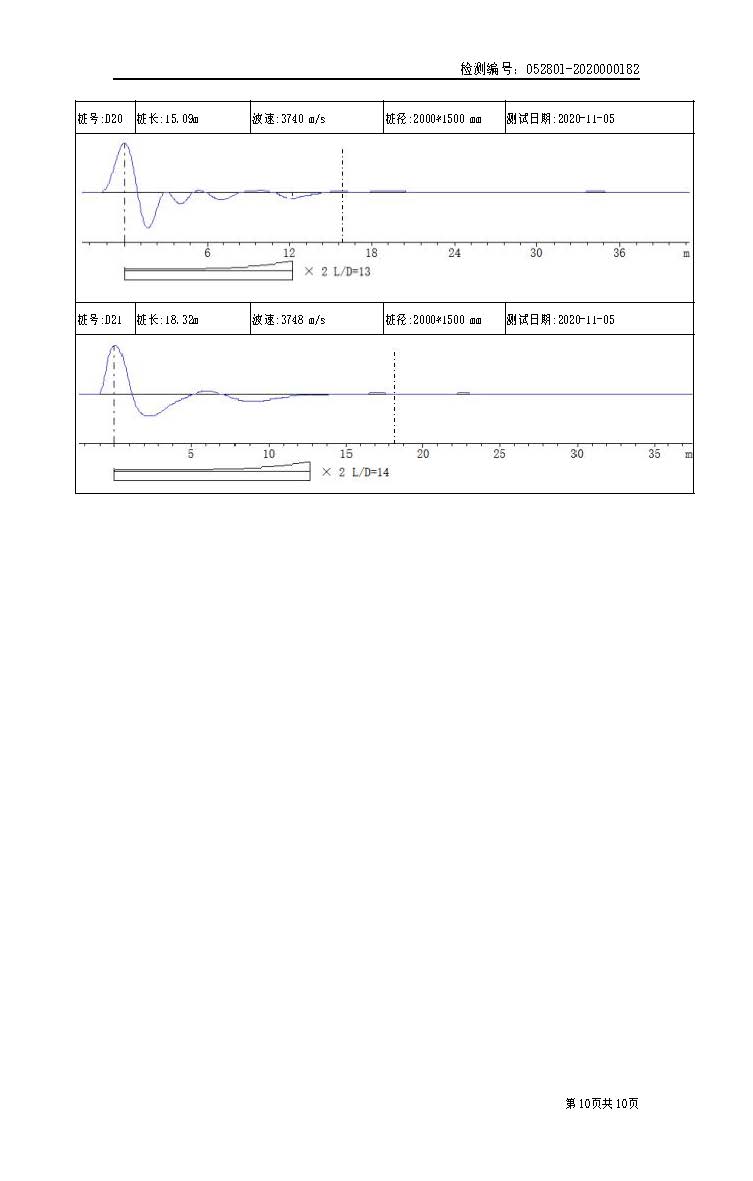 检测编号：052801-2020000182
桩号:D20 桩长:15.09m 波速:3740 m/s 桩径:2000*1500 mm 测试日期:2020-11-05
6 12 18 24 30 36 m
× 2 L/D=13
桩号:D21 桩长:18.32m 波速:3748 m/s 桩径:2000*1500 mm 测试日期:2020-11-05
5 10 15 20 25 30 35 m
× 2 L/D=14
第10页共10页